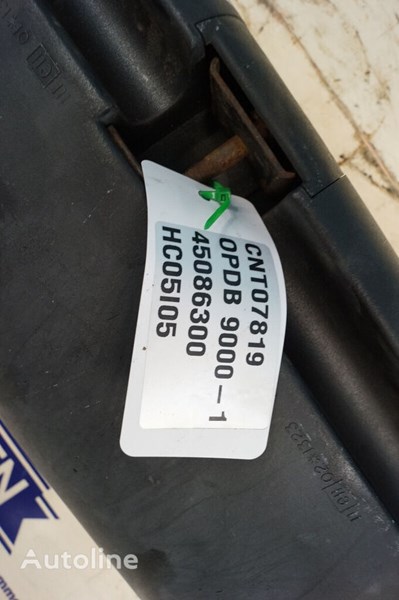 CNT07819
OPDB 9000-1
45086300
HC05I05
Autoline